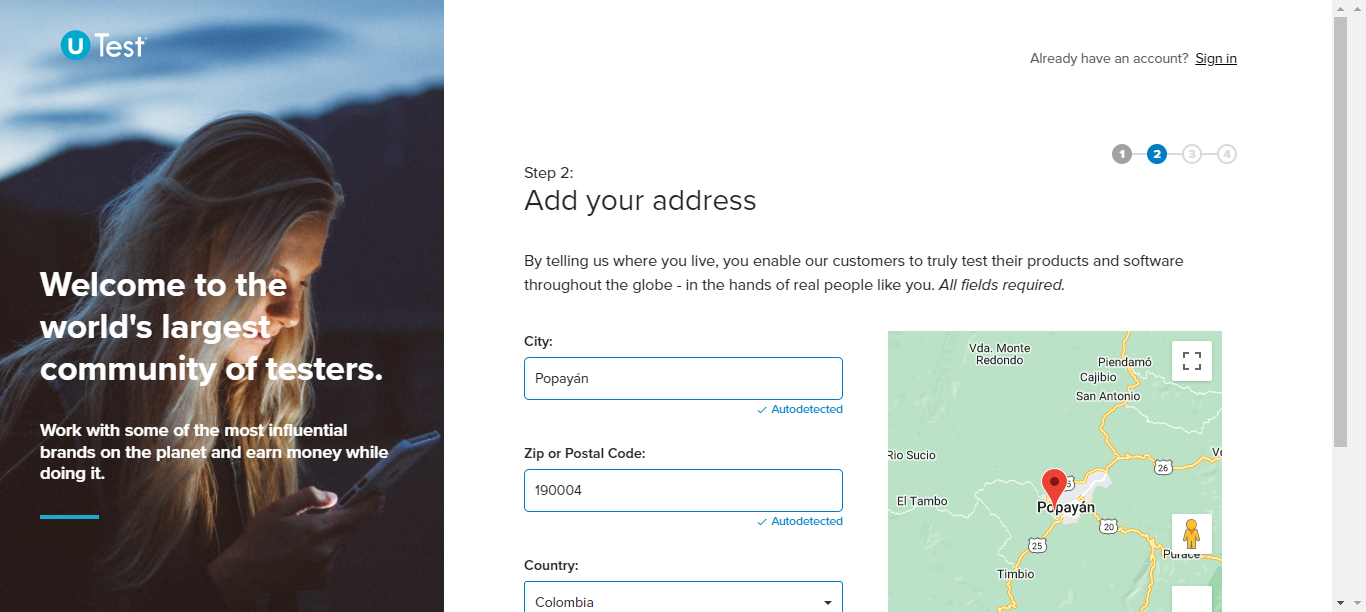 U Test
Already have an account? Sign in
1 2 3 4
Step 2:
Add your address
Welcome to the
world's largest
community of testers.
Work with some of the most influential
brands on the planet and earn money while
doing it.
By telling us where you live, you enable our customers to truly test their products and software
throughout the globe - in the hands of real people like you. All fields required.
City:
Popayán
Autodetected
Zip or Postal Code:
190004
Autodetected
Country:
Colombia
Vda. Monte
Redondo
Piendamó
Cajibio
San Antonio
Rio Sucio
26
El Tambo
Popayán
20
25
Timbio
Puracé